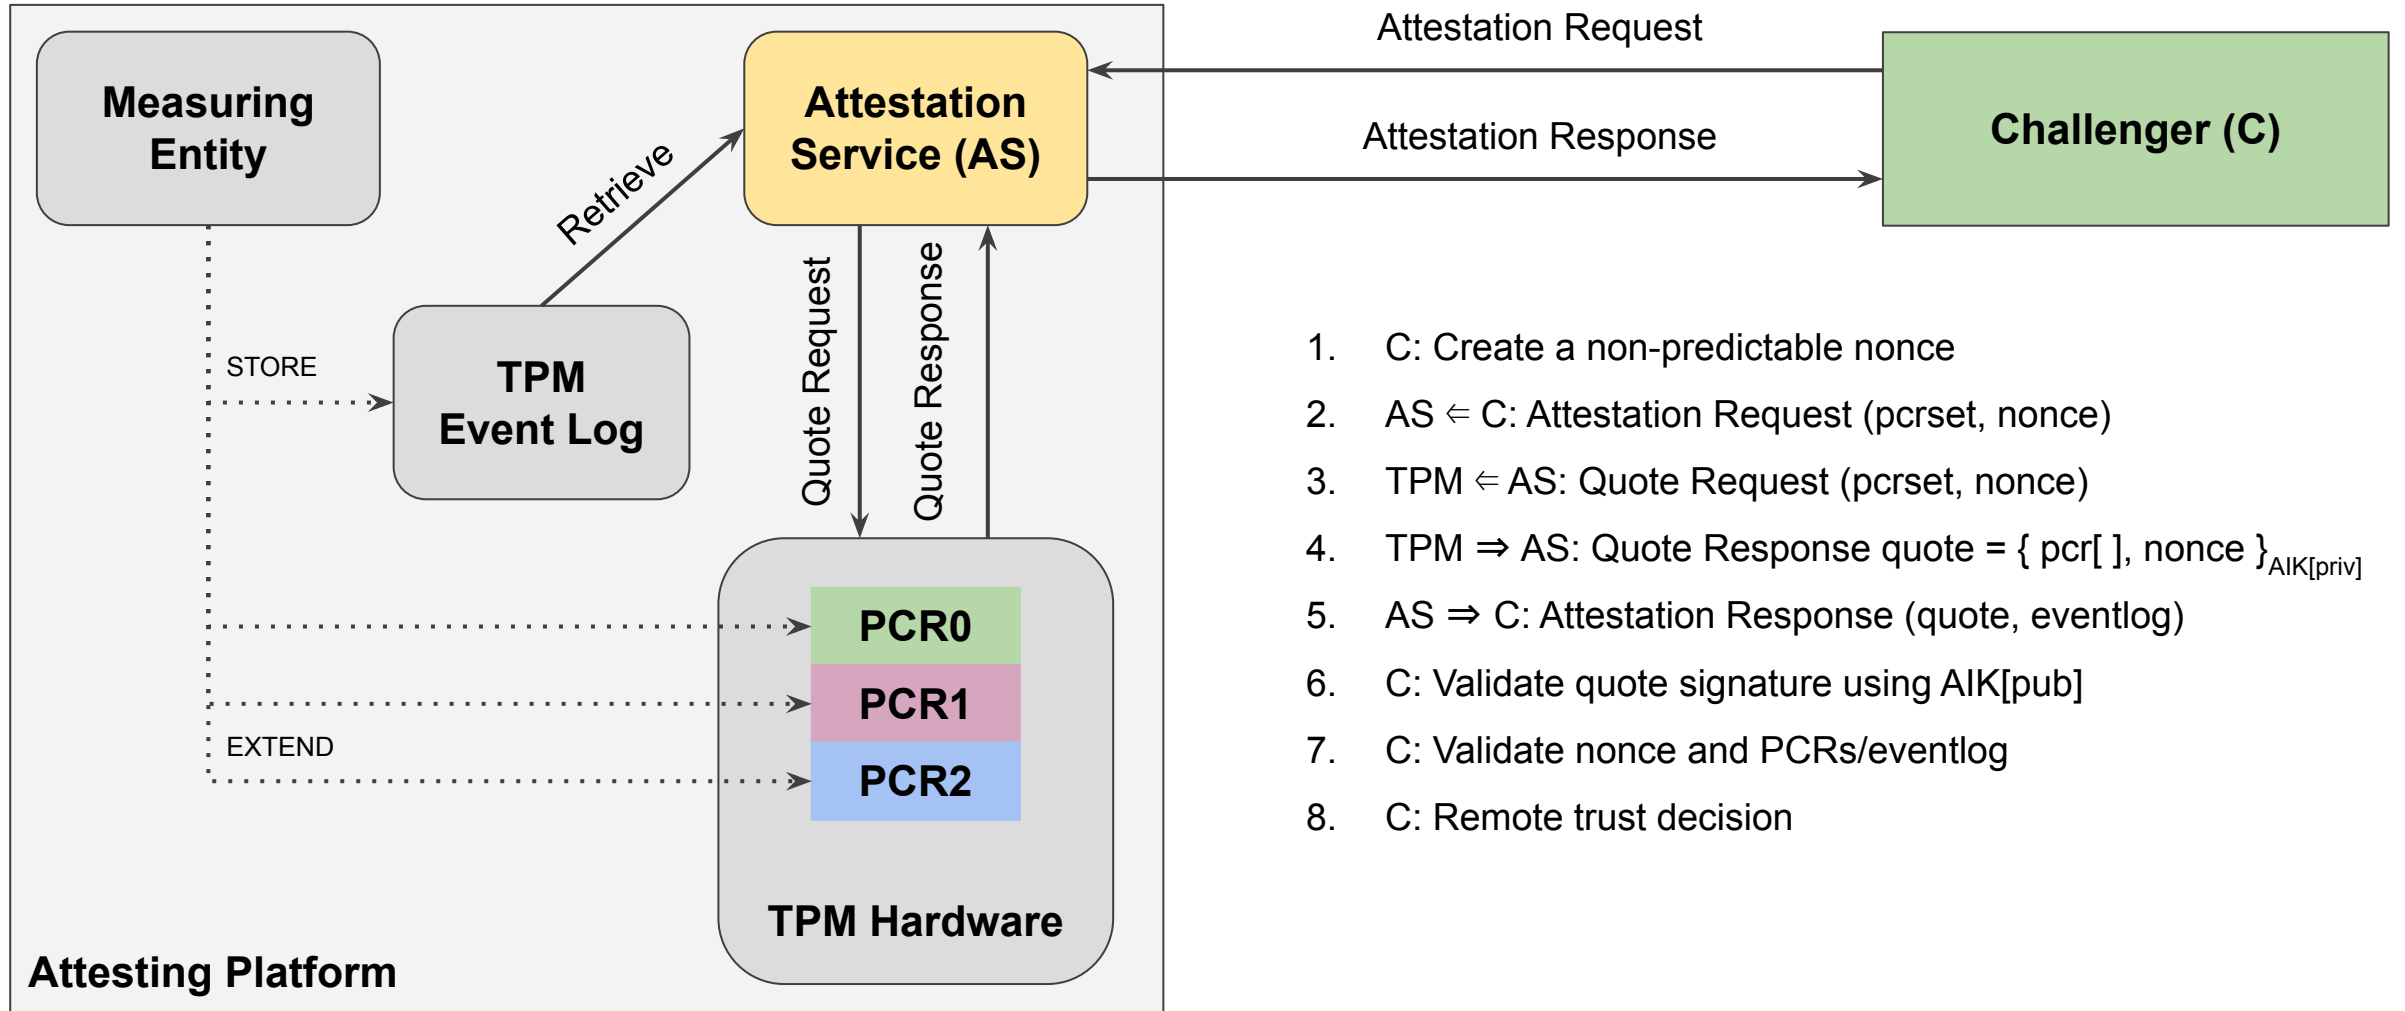 Attestation Request
Measuring
Entity
Attestation
Service (AS)
Challenger (C)
Attestation Response
Retrieve
Quote Request
Quote Response
STORE
TPM
Event Log
PCR0
PCR1
EXTEND
PCR2
TPM Hardware
Attesting Platform
1. C: Create a non-predictable nonce
2. AS ⇐ C: Attestation Request (pcrset, nonce)
3. TPM ⇐ AS: Quote Request (pcrset, nonce)
4. TPM ⇒ AS: Quote Response quote = { pcr[ ], nonce }AIK[priv]
5. AS ⇒ C: Attestation Response (quote, eventlog)
6. C: Validate quote signature using AIK[pub]
7. C: Validate nonce and PCRs/eventlog
8. C: Remote trust decision